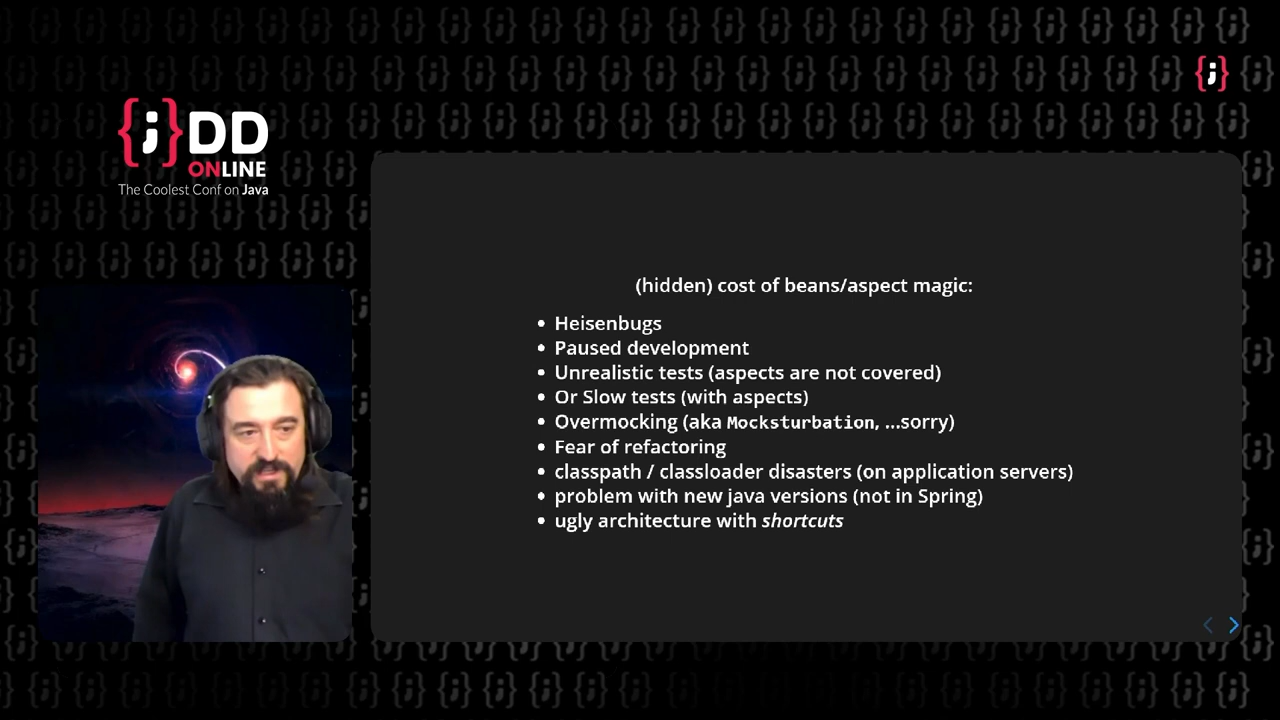 {;}DD
ONLINE
The Coolest Conf on Java
{;}
(hidden) cost of beans/aspect magic:
• Heisenbugs
• Paused development
• Unrealistic tests (aspects are not covered)
• Or Slow tests (with aspects)
• Overmocking (aka Mocksturbation, ...sorry)
• Fear of refactoring
• classpath / classloader disasters (on application servers)
• problem with new java versions (not in Spring)
• ugly architecture with shortcuts